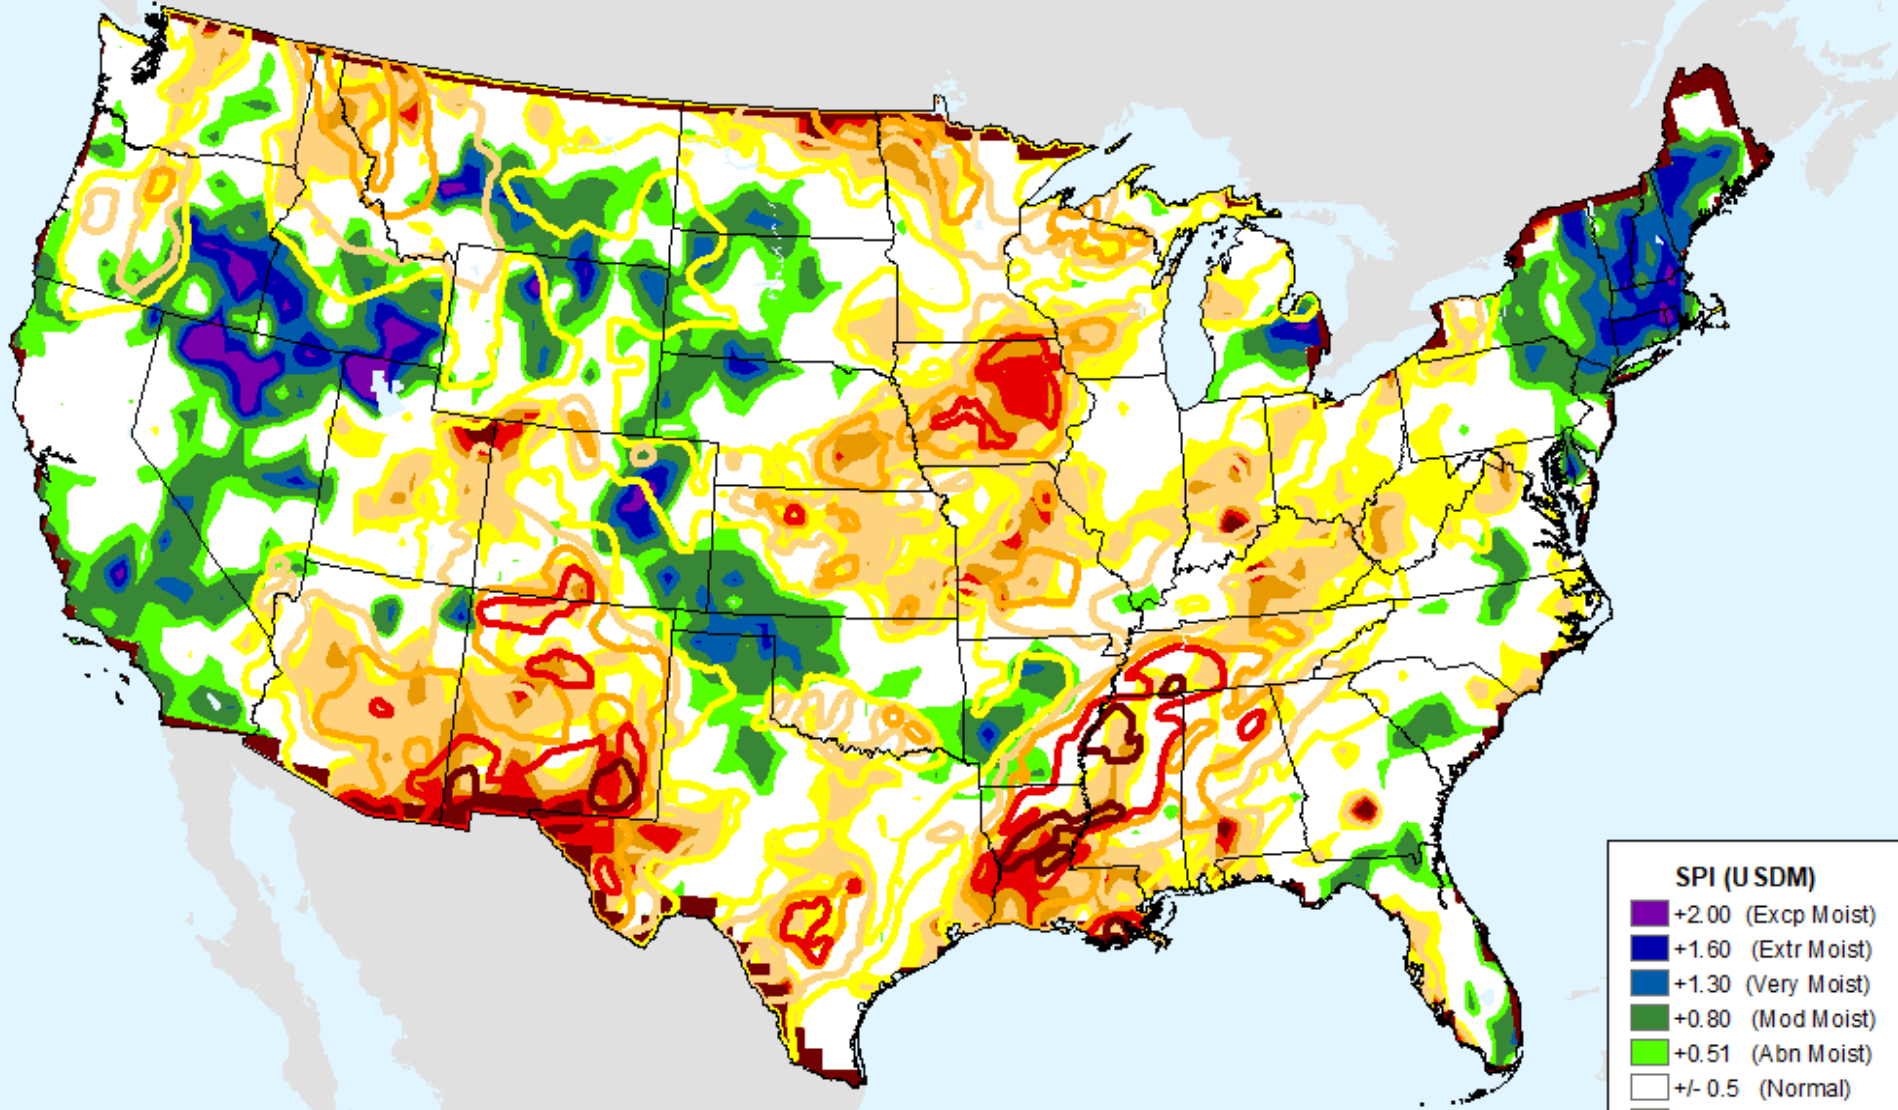 SPI (USDM)
+2.00 (Excp Moist)
+1.60 (Extr Moist)
+1.30 (Very Moist)
+0.80 (Mod Moist)
+0.51 (Abn Moist)
+/- 0.5 (Normal)